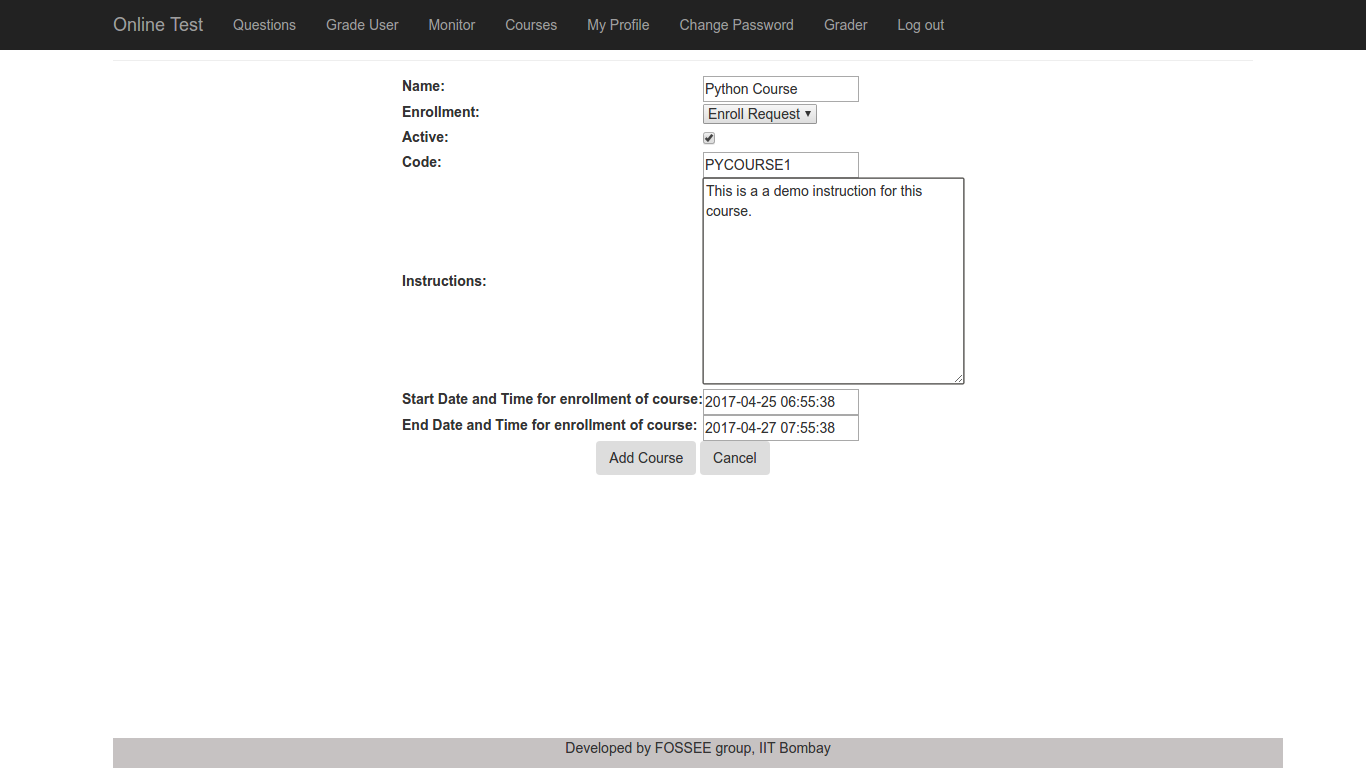 Online Test Questions Grade User Monitor Courses My Profile Change Password Grader Log out
Name: Python Course
Enrollment: Enroll Request
Active:
Code: PYCOURSE1
This is a a demo instruction for this
course.
Instructions:
Start Date and Time for enrollment of course: 2017-04-25 06:55:38
End Date and Time for enrollment of course: 2017-04-27 07:55:38
Add Course Cancel
Developed by FOSSEE group, IIT Bombay